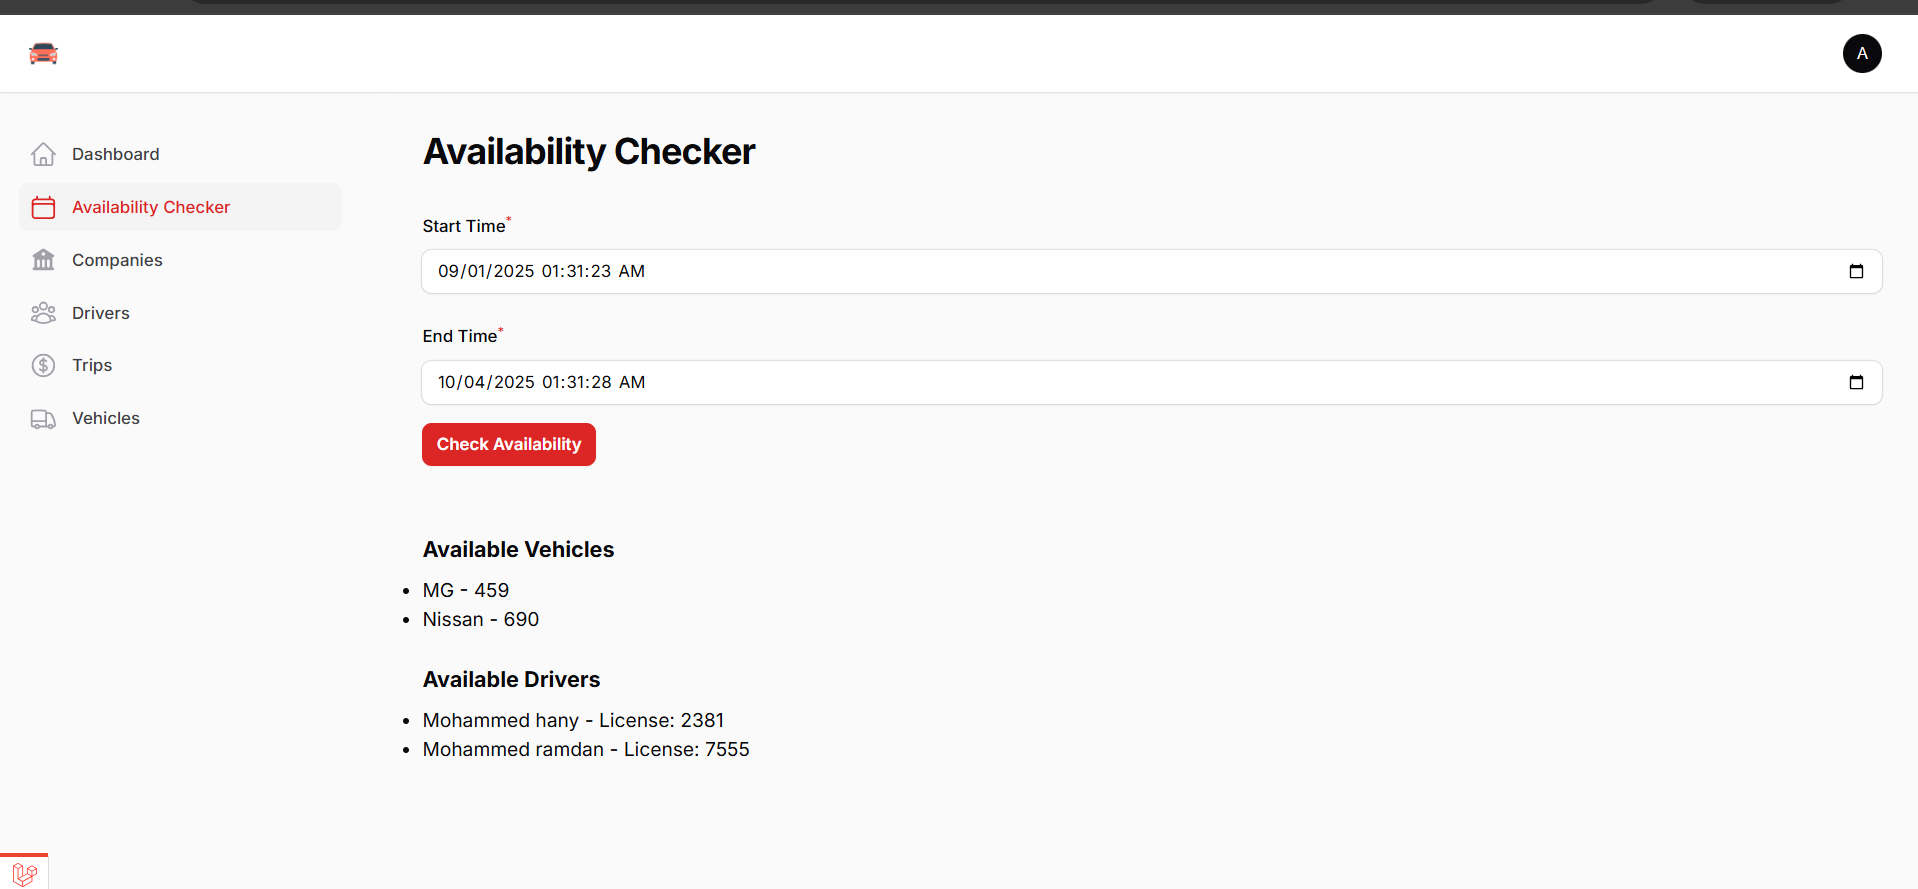 A
Dashboard
Availability Checker
Companies
Drivers
Trips
Vehicles
Availability Checker
Start Time*
09/01/2025 01:31:23 AM
End Time*
10/04/2025 01:31:28 AM
Check Availability
Available Vehicles
• MG - 459
• Nissan - 690
Available Drivers
• Mohammed hany - License: 2381
• Mohammed ramdan - License: 7555